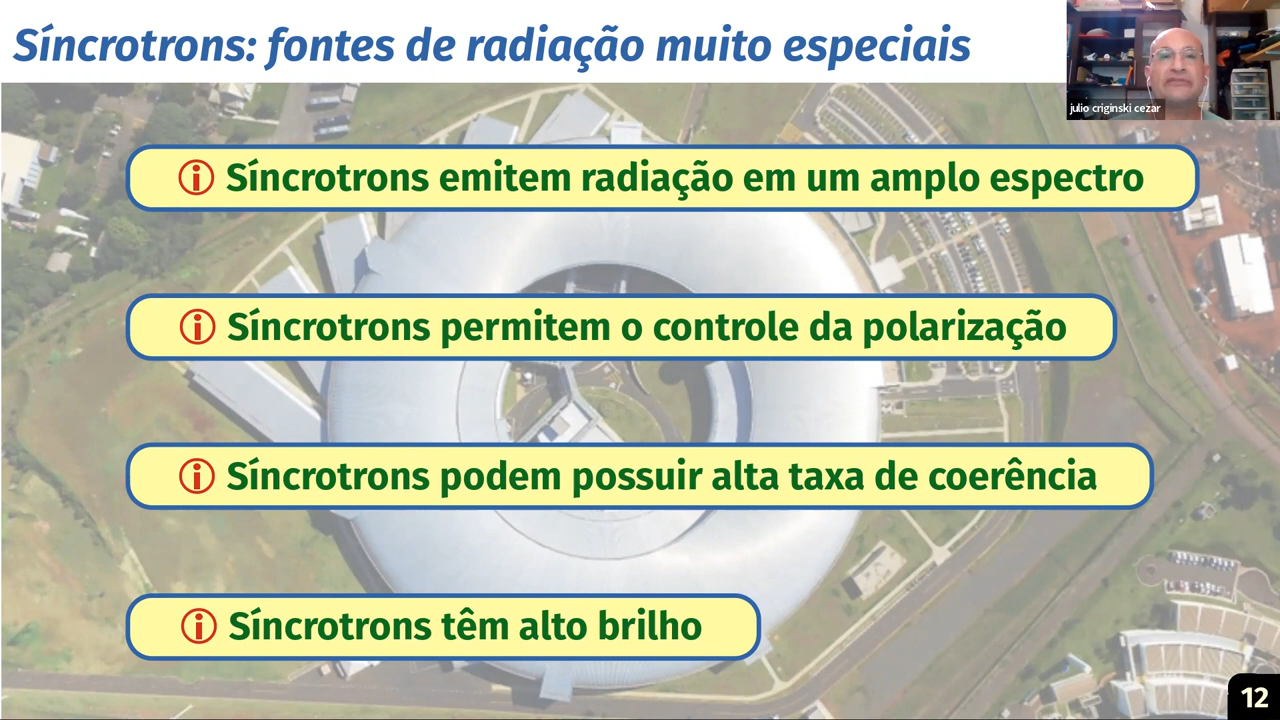 Síncrotrons: fontes de radiação muito especiais
julio criginski cezar
Síncrotrons emitem radiação em um amplo espectro
Síncrotrons permitem o controle da polarização
Síncrotrons podem possuir alta taxa de coerência
Síncrotrons têm alto brilho
12